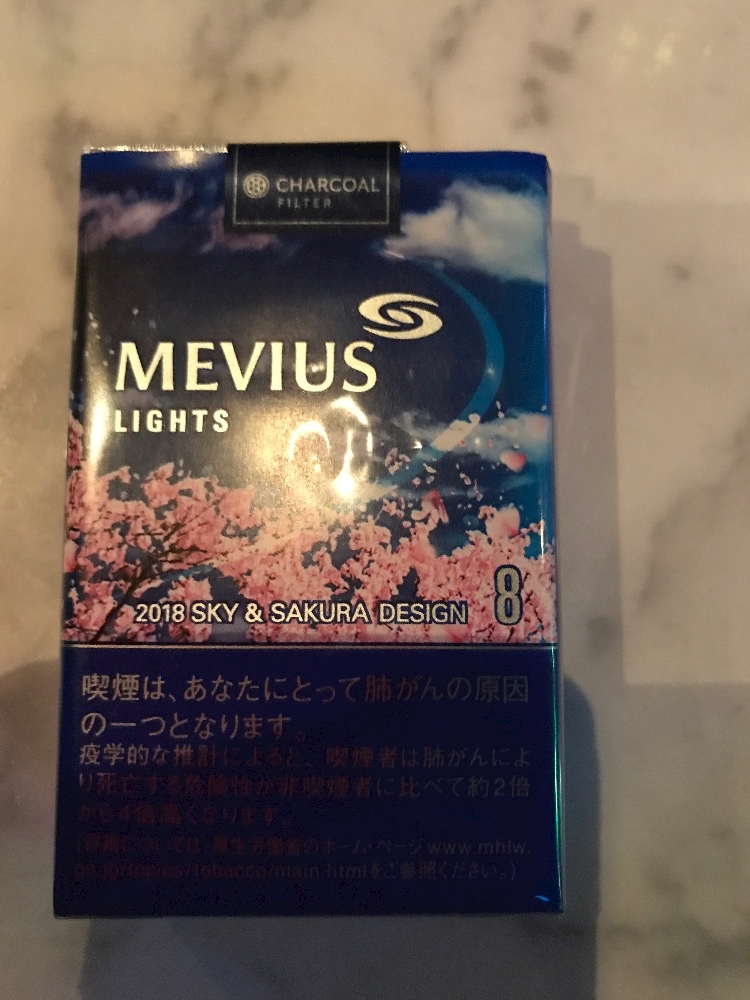 CHARCOAL
FILTER
MEVIUS
LIGHTS
2018 SKY & SAKURA DESIGN 8
喫煙は、あなたにとって肺がんの原因
の一つとなります。
疫学的な推計によると、喫煙者は肺がんによ
り死亡する危険性が非喫煙者に比べて約2倍
から4倍高くなります。
(詳細については、厚生労働省のホーム・ページwww.mhlw.
go.jp/topics/tobacco/main.htmlをご参照ください。)